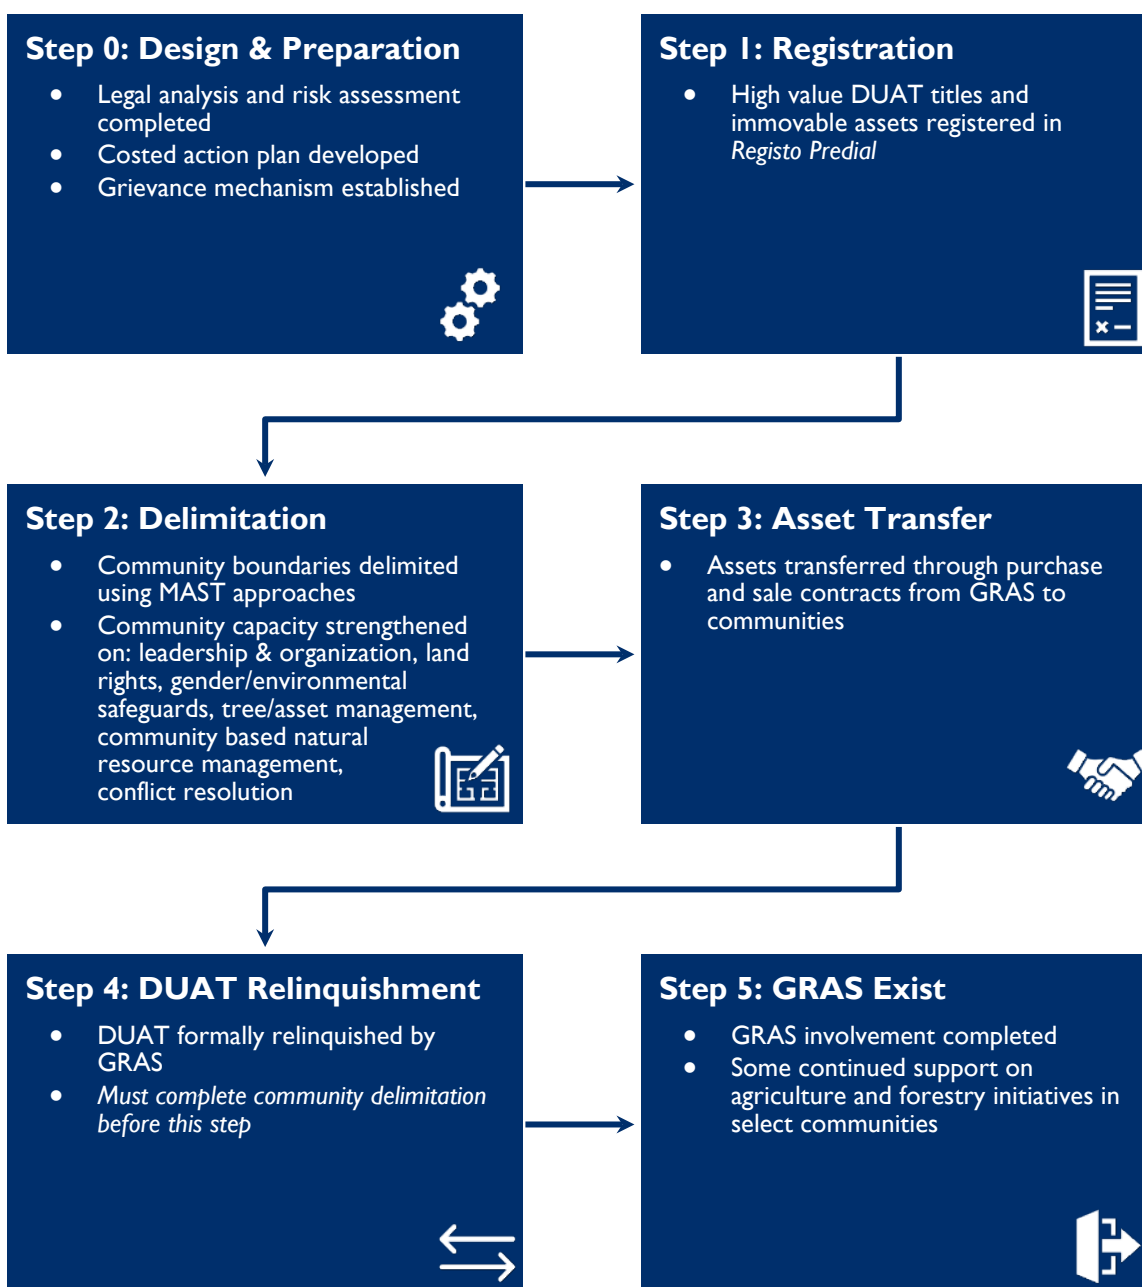 Step 0: Design & Preparation
• Legal analysis and risk assessment
completed
• Costed action plan developed
• Grievance mechanism established
Step 1: Registration
• High value DUAT titles and
immovable assets registered in
Registo Predial
Step 2: Delimitation
• Community boundaries delimited
using MAST approaches
• Community capacity strengthened
on: leadership & organization, land
rights, gender/environmental
safeguards, tree/asset management,
community based natural
resource management,
conflict resolution
Step 3: Asset Transfer
• Assets transferred through purchase
and sale contracts from GRAS to
communities
Step 4: DUAT Relinquishment
• DUAT formally relinquished by
GRAS
• Must complete community delimitation
before this step
Step 5: GRAS Exist
• GRAS involvement completed
• Some continued support on
agriculture and forestry initiatives in
select communities